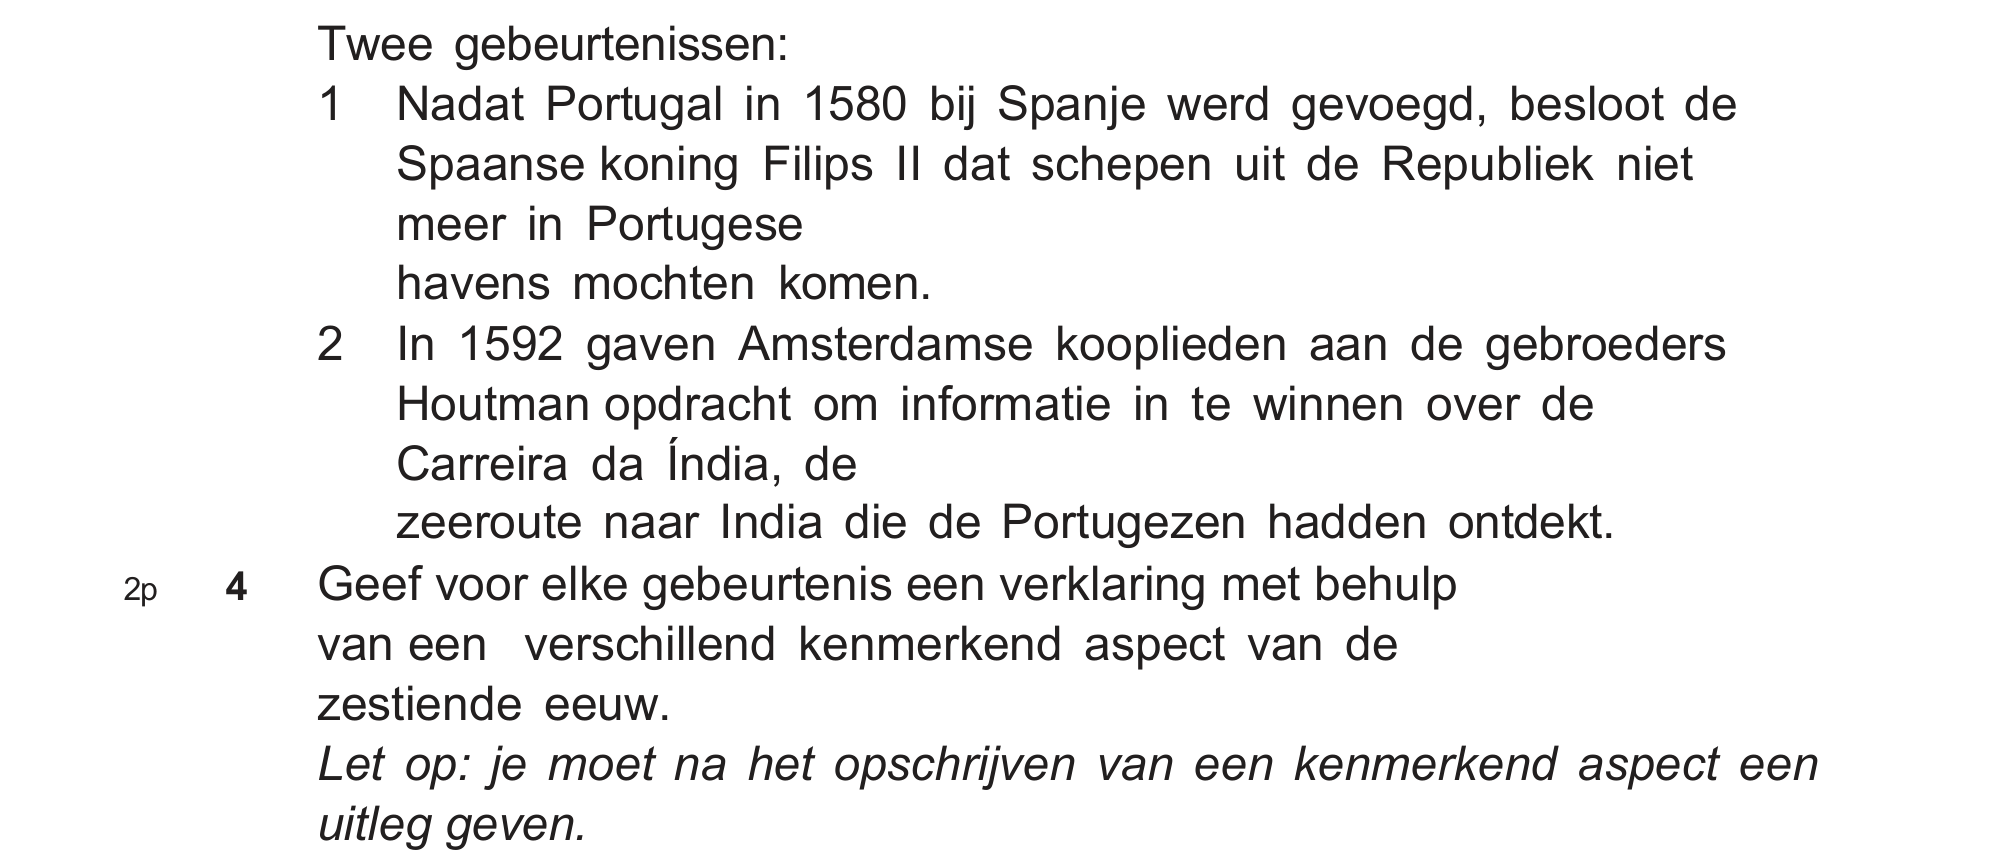 Twee gebeurtenissen:
1 Nadat Portugal in 1580 bij Spanje werd gevoegd, besloot de
Spaanse koning Filips II dat schepen uit de Republiek niet
meer in Portugese
havens mochten komen.
2 In 1592 gaven Amsterdamse kooplieden aan de gebroeders
Houtman opdracht om informatie in te winnen over de
Carreira da Índia, de
zeeroute naar India die de Portugezen hadden ontdekt.
2p 4 Geef voor elke gebeurtenis een verklaring met behulp
van een verschillend kenmerkend aspect van de
zestiende eeuw.
Let op: je moet na het opschrijven van een kenmerkend aspect een
uitleg geven.